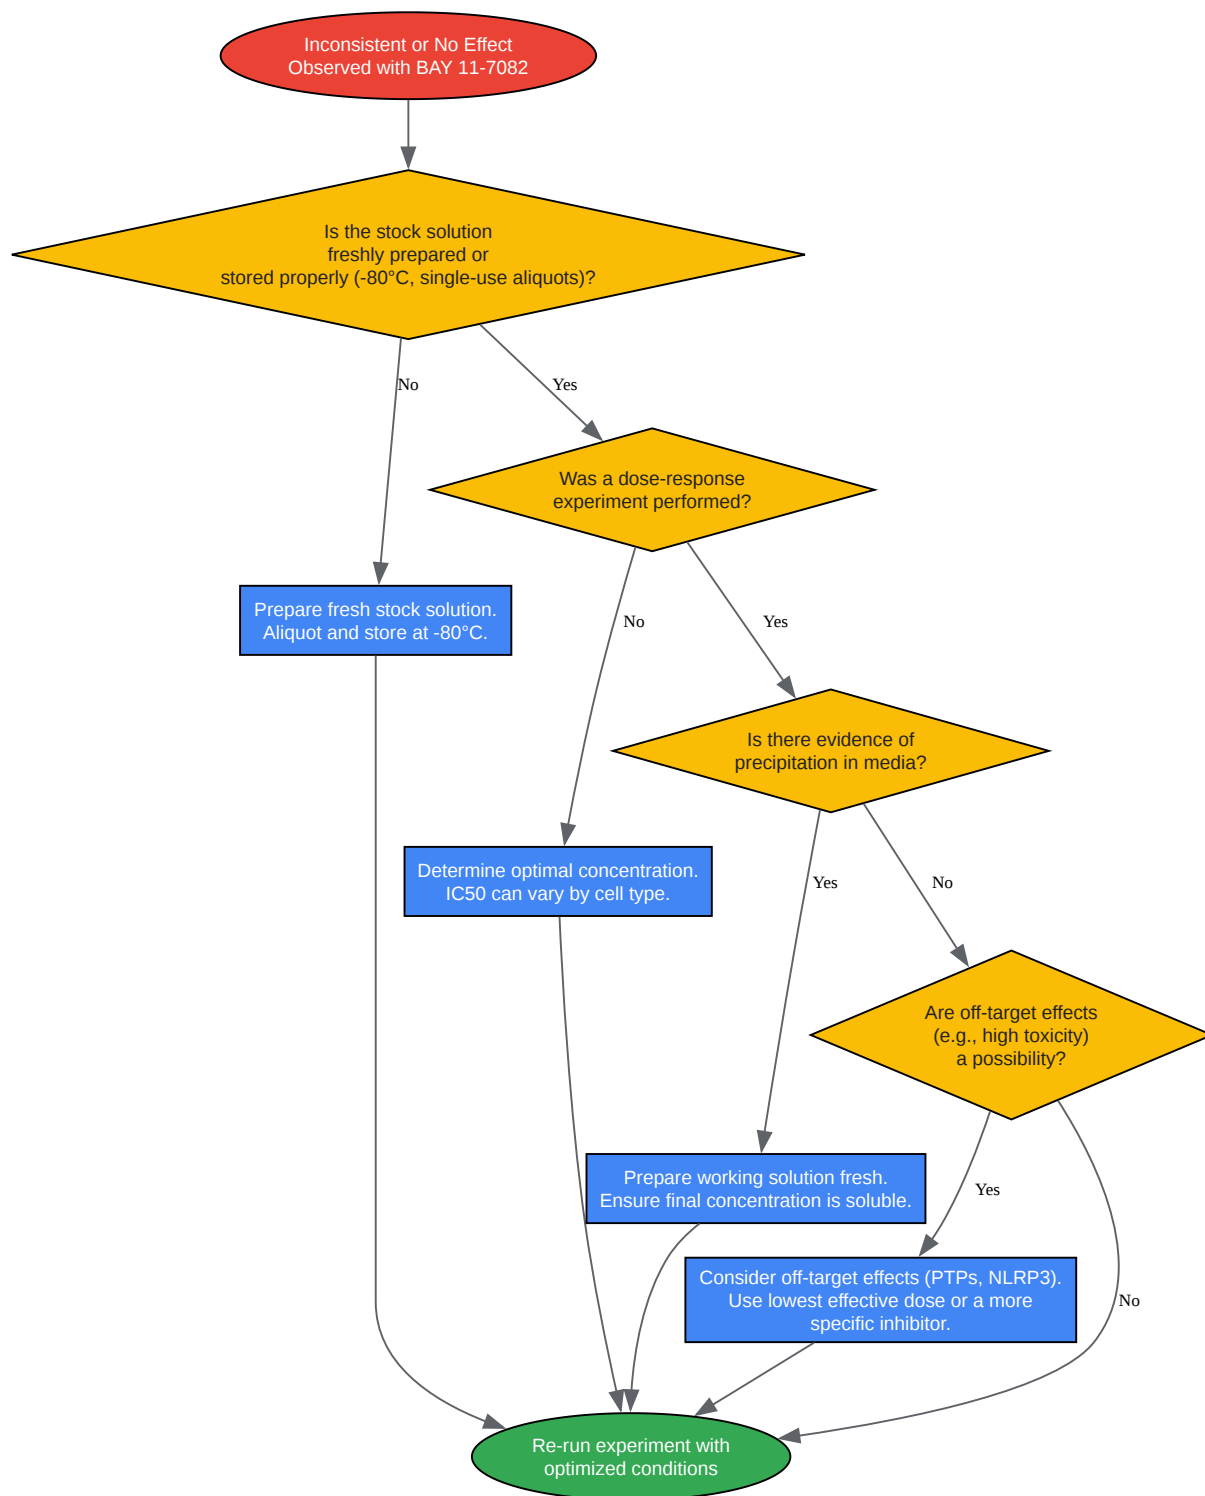 Inconsistent or No Effect
Observed with BAY 11-7082
Is the stock solution
freshly prepared or
stored properly (-80°C, single-use aliquots)?
No
Yes
Was a dose-response
experiment performed?
Prepare fresh stock solution.
Aliquot and store at -80°C.
No
Yes
Is there evidence of
precipitation in media?
Determine optimal concentration.
IC50 can vary by cell type.
Yes
No
Are off-target effects
(e.g., high toxicity)
a possibility?
Prepare working solution fresh.
Ensure final concentration is soluble.
Yes
Consider off-target effects (PTPs, NLRP3).
Use lowest effective dose or a more
specific inhibitor.
No
Re-run experiment with
optimized conditions